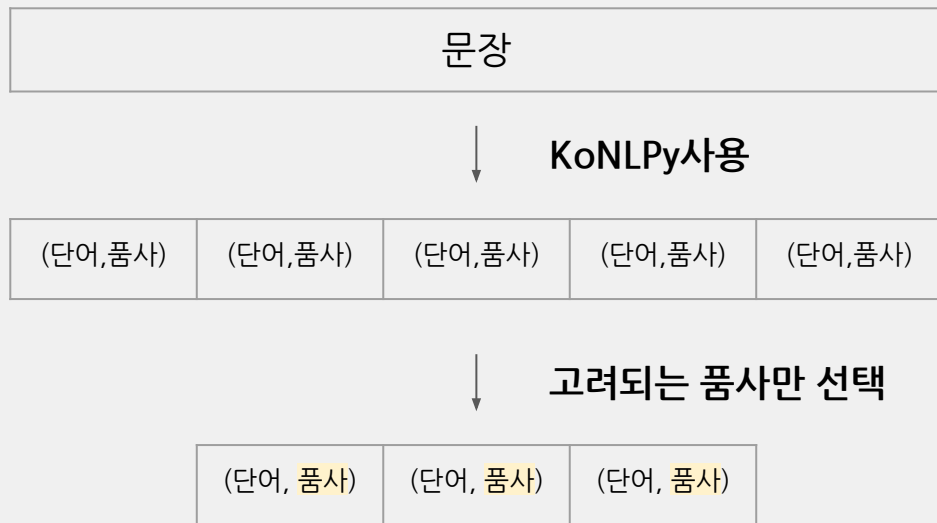 문장
KoNLPy사용
(단어,품사) (단어,품사) (단어,품사) (단어,품사) (단어,품사)
고려되는 품사만 선택
(단어, 품사) (단어, 품사) (단어, 품사)